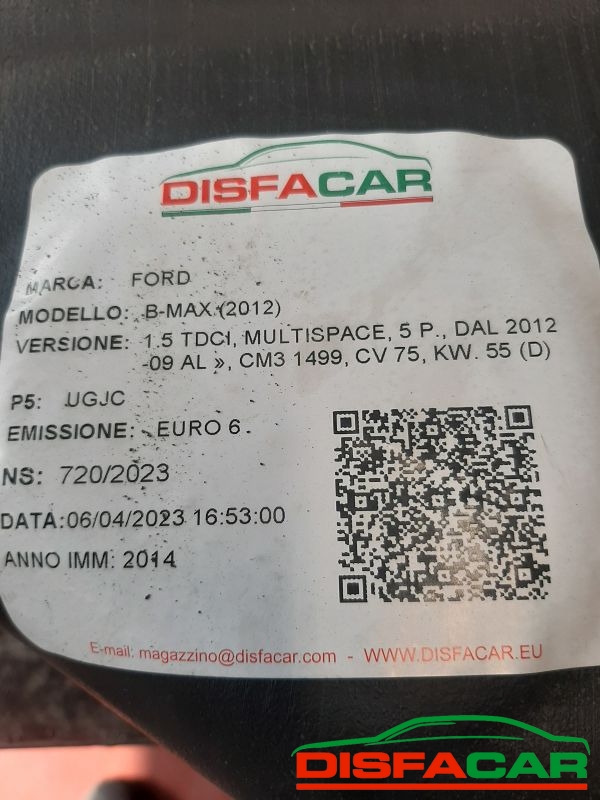 DISFACAR
MARCA: FORD
MODELLO: B-MAX (2012)
VERSIONE: 1.5 TDCI, MULTISPACE, 5 P., DAL 2012
-09 AL », CM3 1499, CV 75, KW. 55 (D)
P5: UGJC
EMISSIONE: EURO 6
NS: 720/2023
DATA:06/04/2023 16:53:00
ANNO IMM: 2014
E-mail: magazzino@disfacar.com - WWW.DISFACAR.EU
DISFACAR